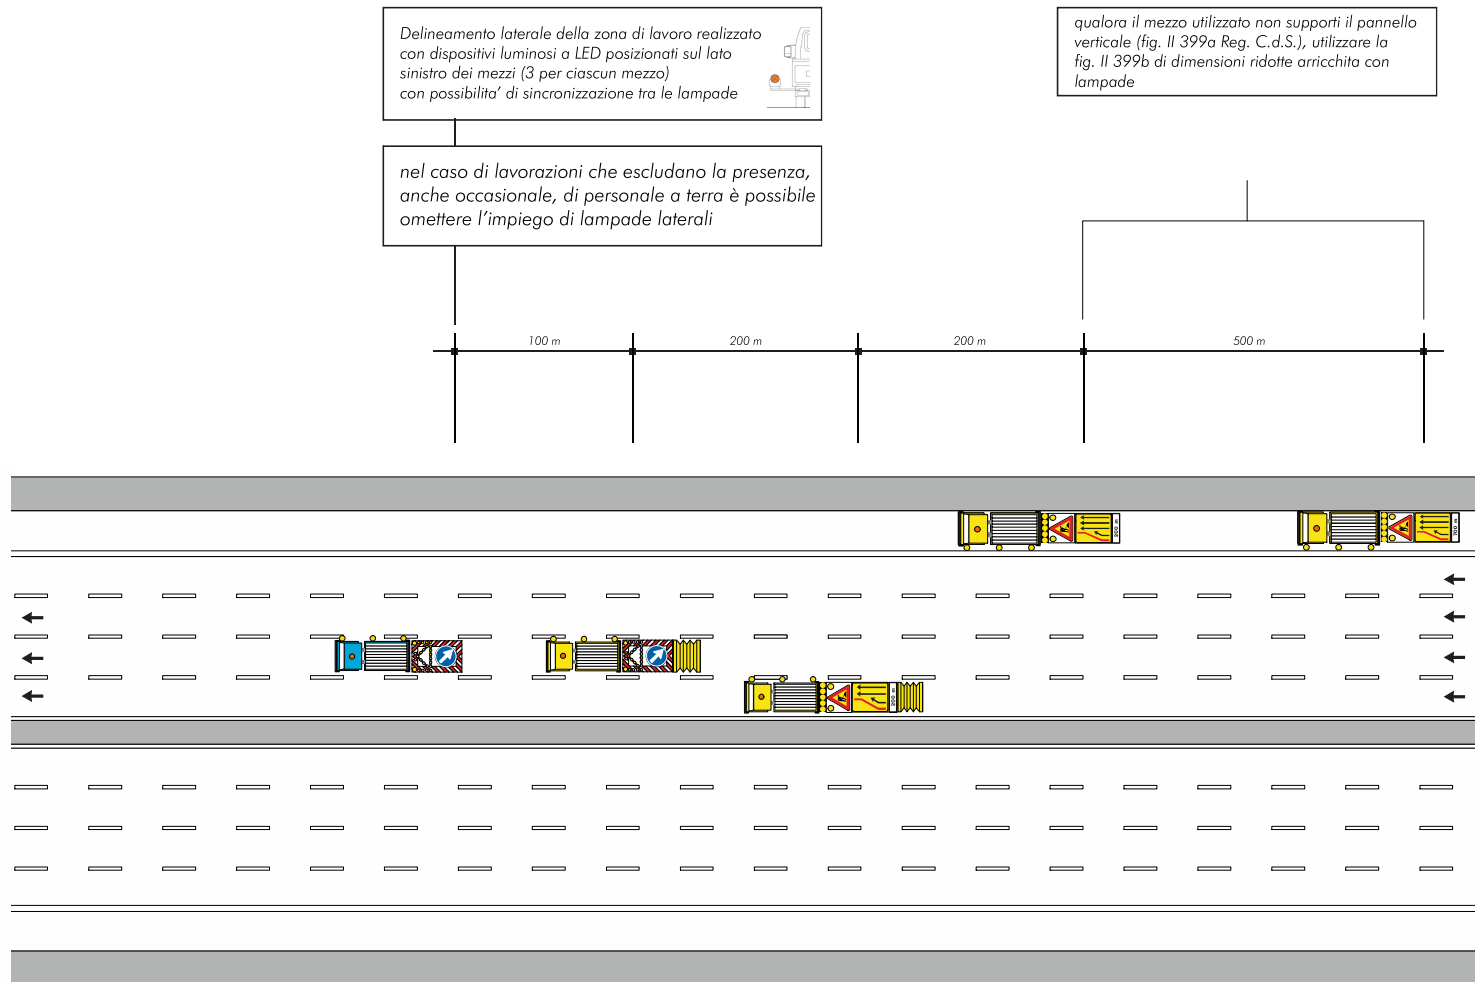 Delineamento laterale della zona di lavoro realizzato
con dispositivi luminosi a LED posizionati sul lato
sinistro dei mezzi (3 per ciascun mezzo)
con possibilita' di sincronizzazione tra le lampade
qualora il mezzo utilizzato non supporti il pannello
verticale (fig. II 399a Reg. C.d.S.), utilizzare la
fig. II 399b di dimensioni ridotte arricchita con
lampade
nel caso di lavorazioni che escludano la presenza,
anche occasionale, di personale a terra è possibile
omettere l'impiego di lampade laterali
100 m
200 m
200 m
500 m
200 m
700 m
200 m